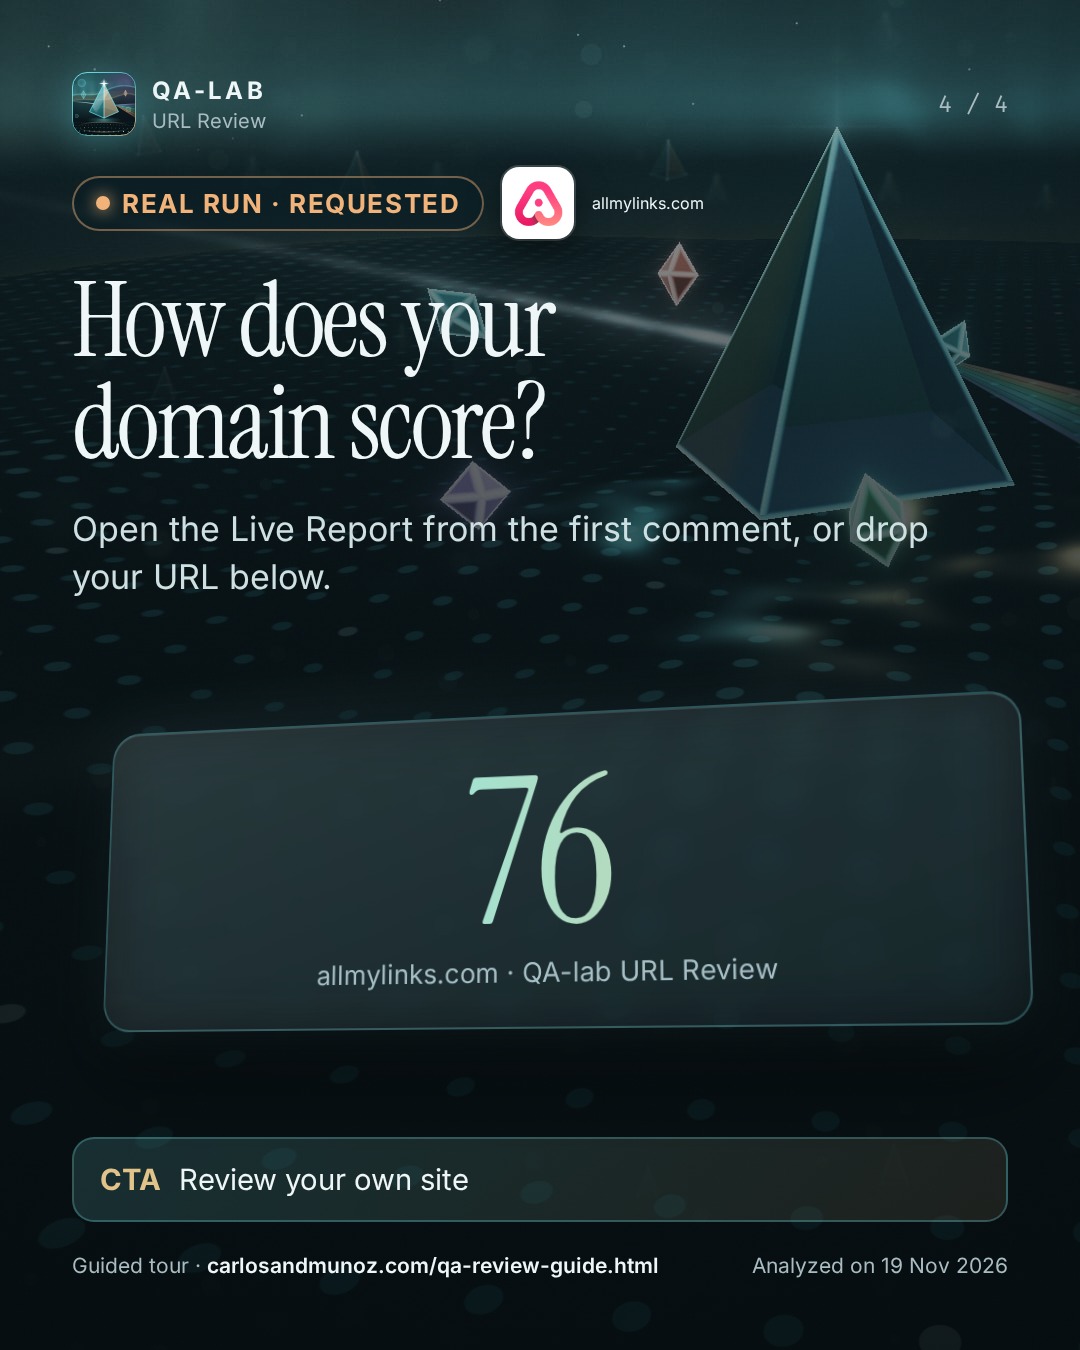 QA-LAB
URL Review
4 / 4
REAL RUN · REQUESTED
allmylinks.com
How does your
domain score?
Open the Live Report from the first comment, or drop
your URL below.
76
allmylinks.com · QA-lab URL Review
CTA Review your own site
Guided tour · carlosandmunoz.com/qa-review-guide.html
Analyzed on 19 Nov 2026